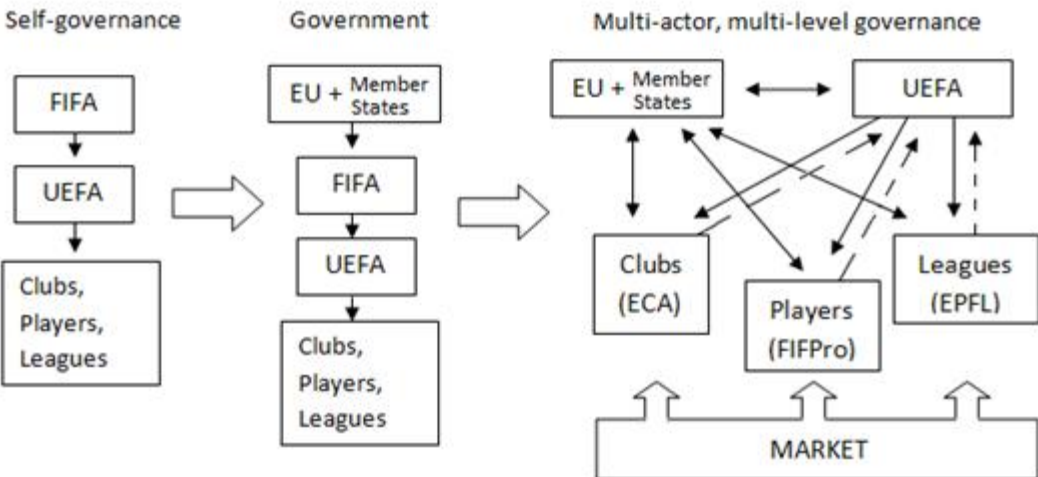 Self-governance
FIFA
UEFA
Clubs,
Players,
Leagues
Government
EU + Member
States
FIFA
UEFA
Clubs,
Players,
Leagues
Multi-actor, multi-level governance
EU + Member
States
UEFA
Clubs
(ECA)
Players
(FIFPro)
Leagues
(EPFL)
MARKET